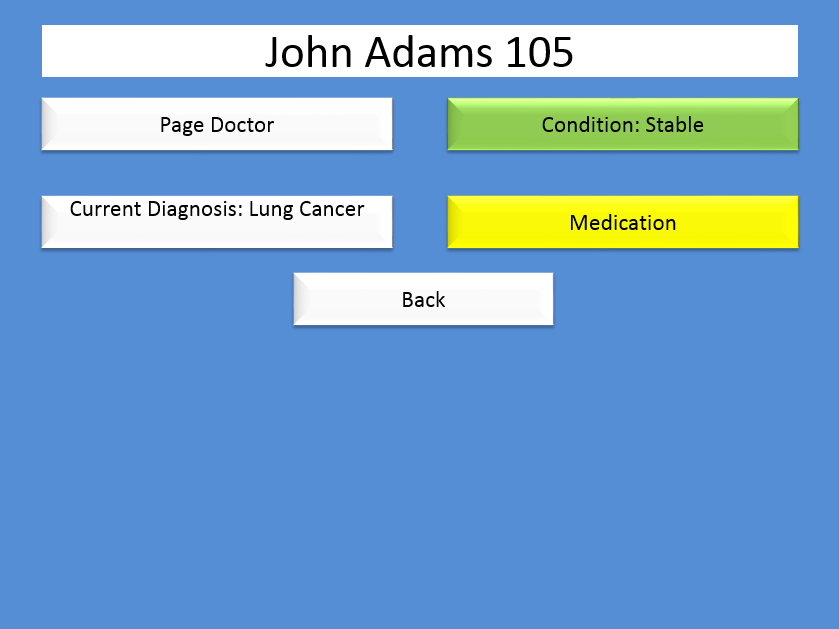 John Adams 105
Page Doctor
Condition: Stable
Current Diagnosis: Lung Cancer
Medication
Back